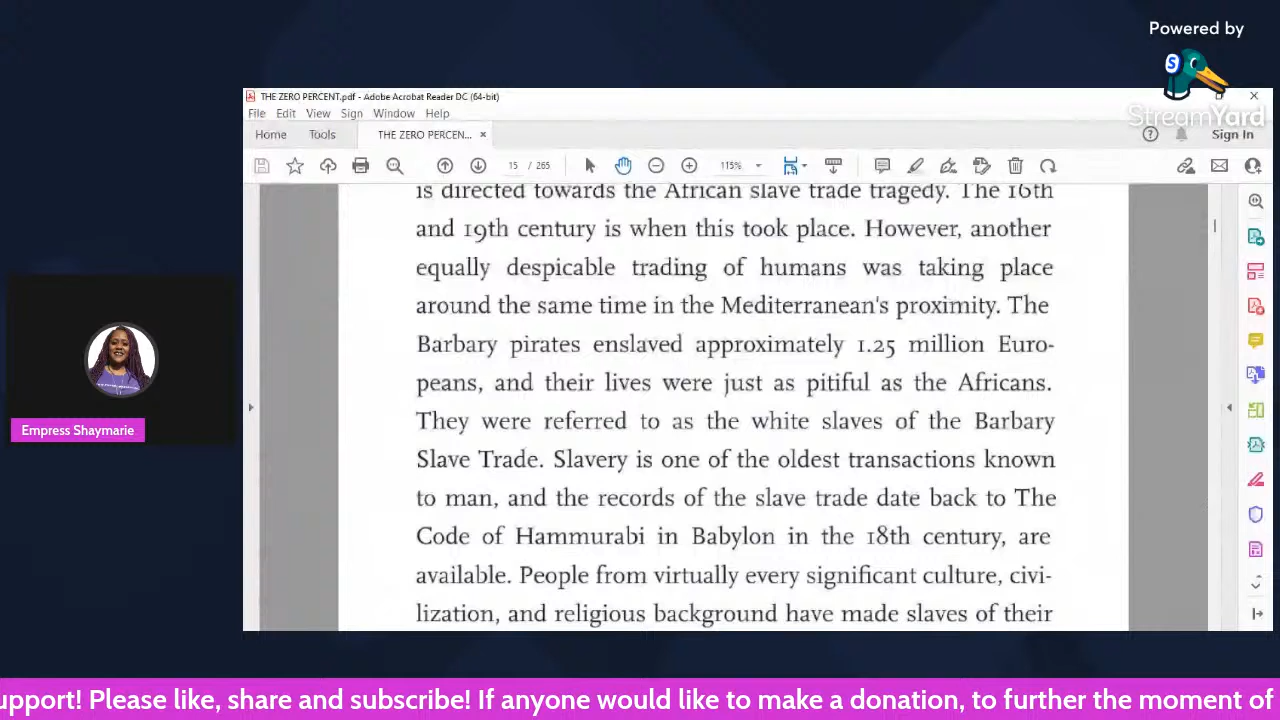 Powered by
StreamYard
THE ZERO PERCENT.pdf - Adobe Acrobat Reader DC (64-bit)
File Edit View Sign Window Help
Home Tools THE ZERO PERCEN... × Sign In
15 / 265 115%
is directed towards the African slave trade tragedy. The 16th
and 19th century is when this took place. However, another
equally despicable trading of humans was taking place
around the same time in the Mediterranean's proximity. The
Barbary pirates enslaved approximately 1.25 million Euro-
peans, and their lives were just as pitiful as the Africans.
They were referred to as the white slaves of the Barbary
Slave Trade. Slavery is one of the oldest transactions known
to man, and the records of the slave trade date back to The
Code of Hammurabi in Babylon in the 18th century, are
available. People from virtually every significant culture, civi-
lization, and religious background have made slaves of their
Empress Shaymarie
upport! Please like, share and subscribe! If anyone would like to make a donation, to further the moment of